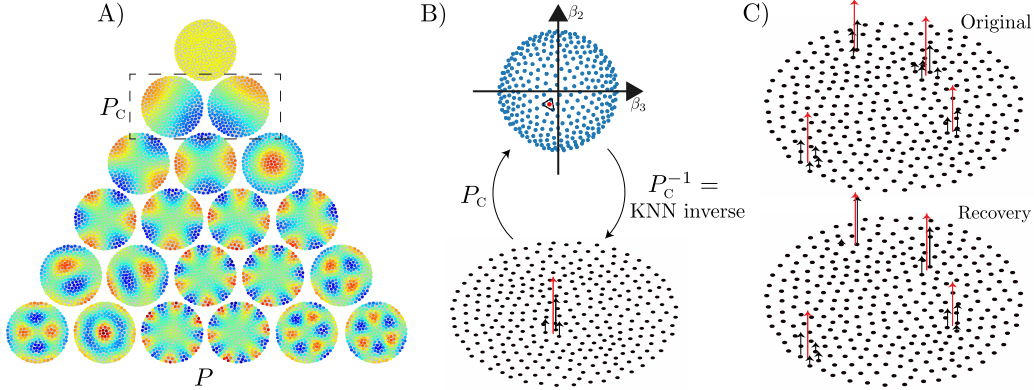 A)
P_C
P
B)
β₂
β₃
P_C
P_C⁻¹ =
KNN inverse
C)
Original
Recovery